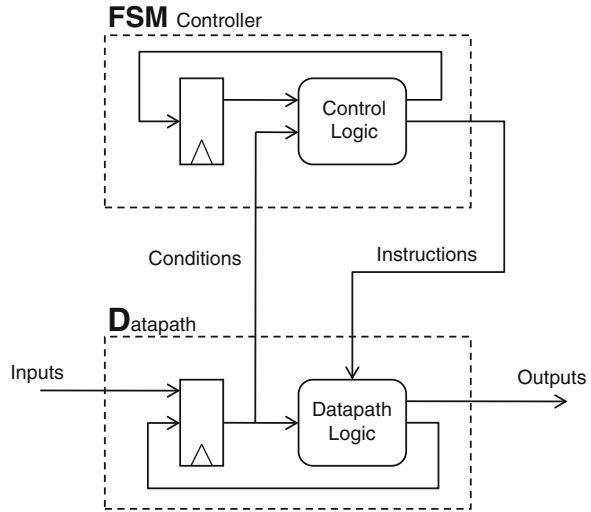 FSM Controller
Control
Logic
Conditions
Instructions
Datapath
Inputs
Outputs
Datapath
Logic